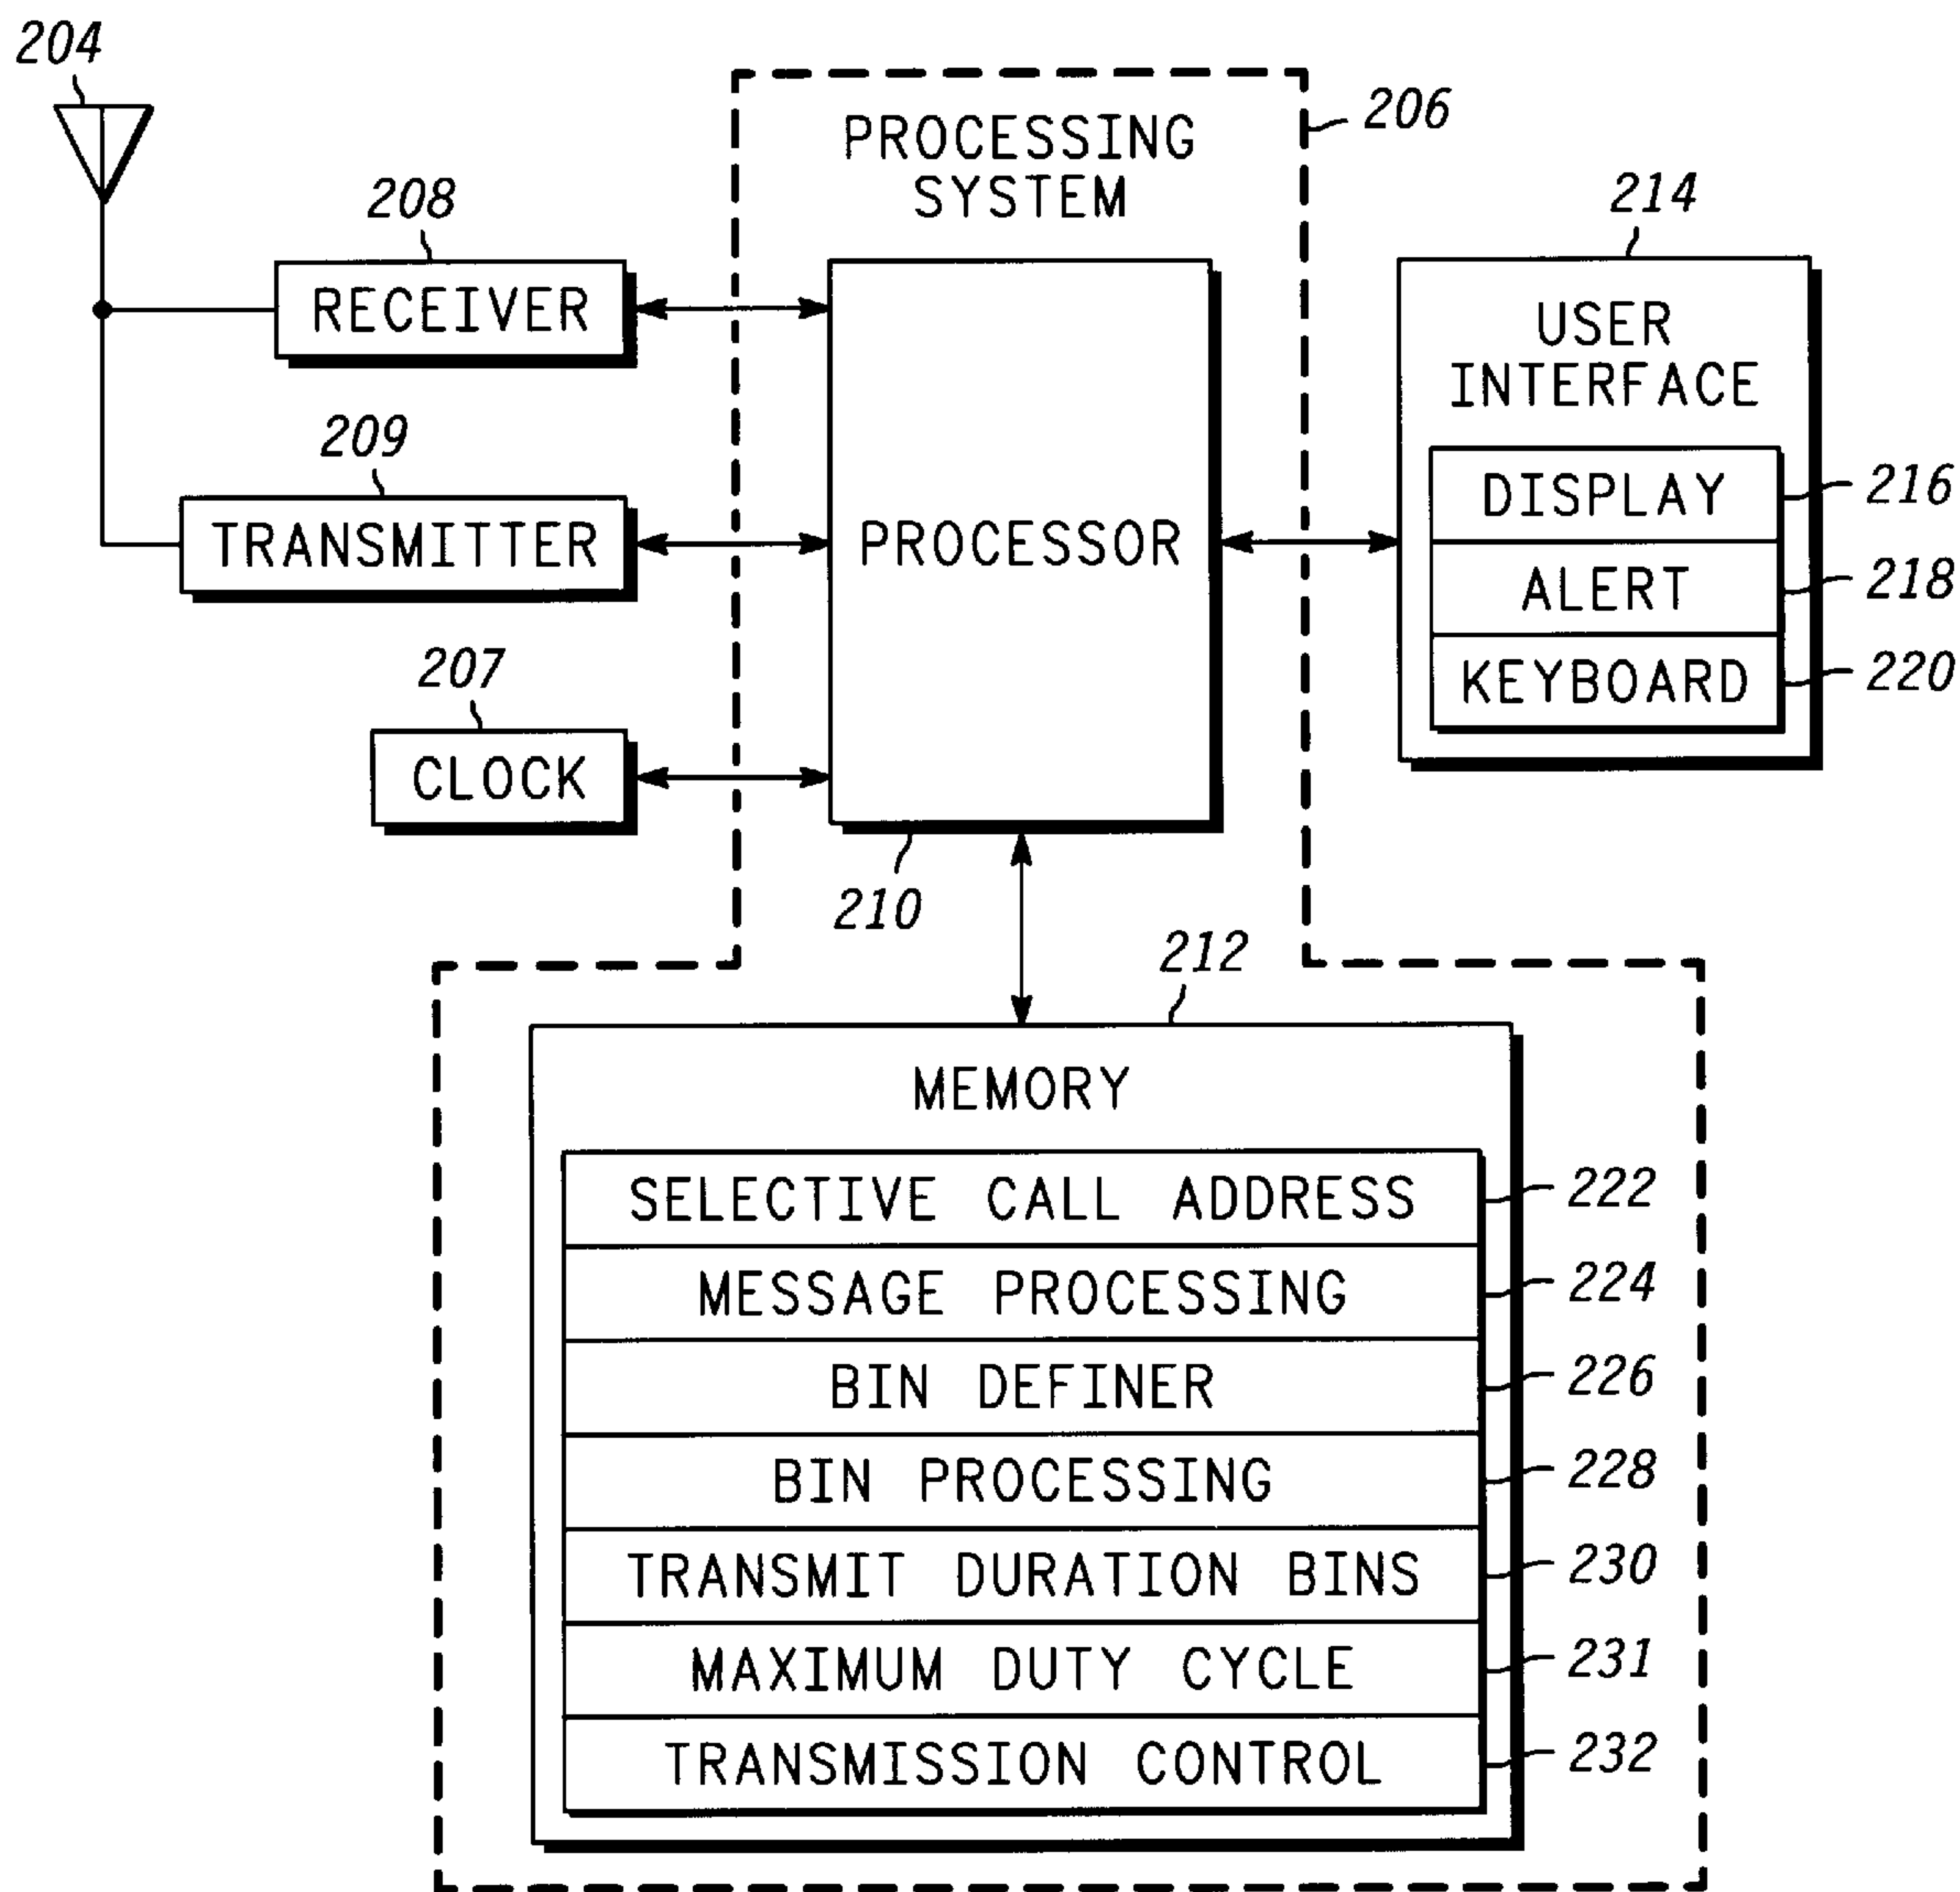 204
PROCESSING
SYSTEM
206
208
RECEIVER
214
USER
INTERFACE
209
TRANSMITTER
PROCESSOR
DISPLAY
216
ALERT
218
KEYBOARD
220
207
CLOCK
210
212
MEMORY
SELECTIVE CALL ADDRESS
222
MESSAGE PROCESSING
224
BIN DEFINER
226
BIN PROCESSING
228
TRANSMIT DURATION BINS
230
MAXIMUM DUTY CYCLE
231
TRANSMISSION CONTROL
232